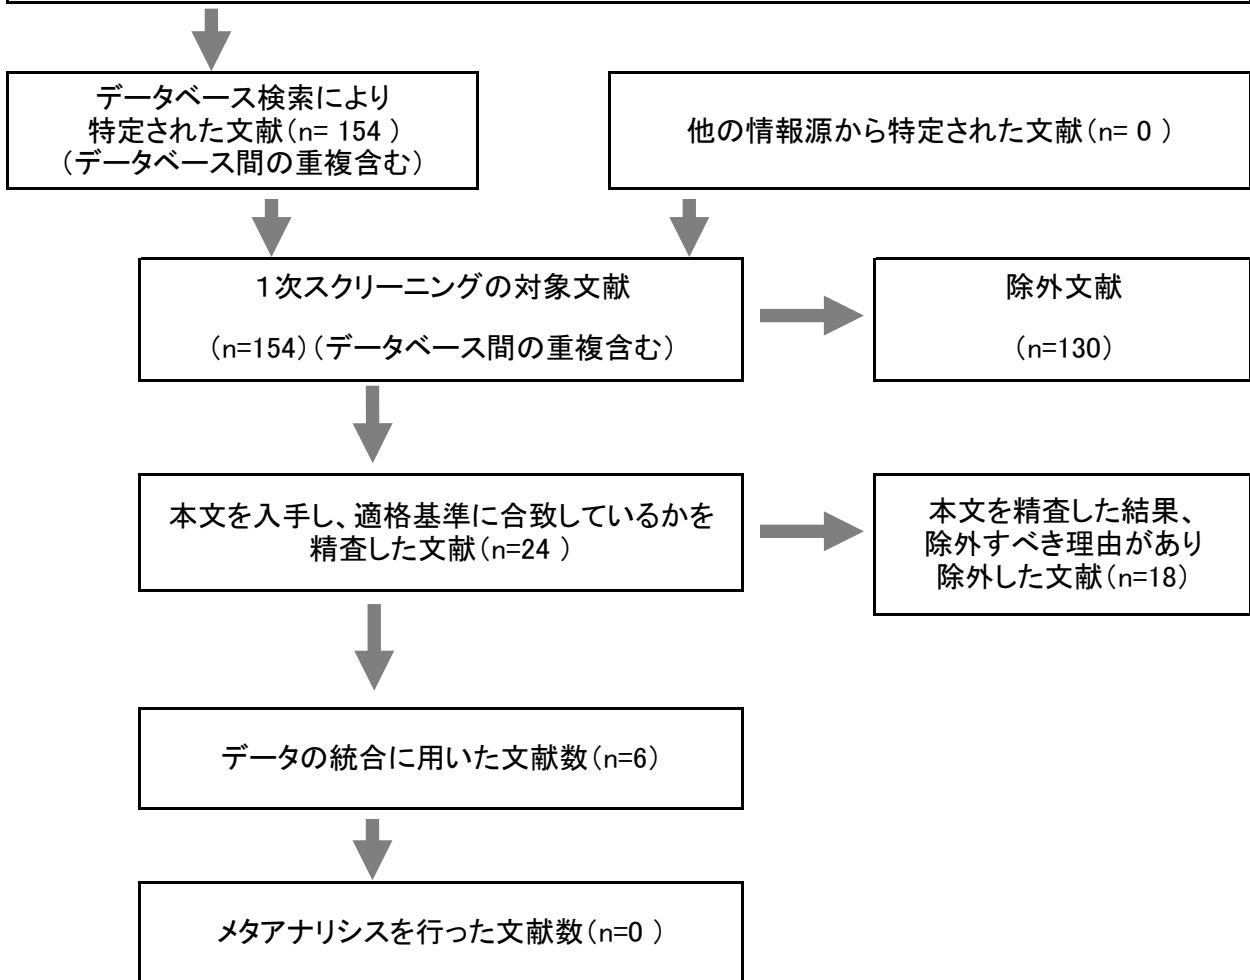 データベース検索により
特定された文献(n= 154 )
(データベース間の重複含む)
他の情報源から特定された文献(n= 0 )
1次スクリーニングの対象文献
(n=154)(データベース間の重複含む)
除外文献
(n=130)
本文を入手し、適格基準に合致しているかを
精査した文献(n=24 )
本文を精査した結果、
除外すべき理由があり
除外した文献(n=18)
データの統合に用いた文献数(n=6)
メタアナリシスを行った文献数(n=0 )